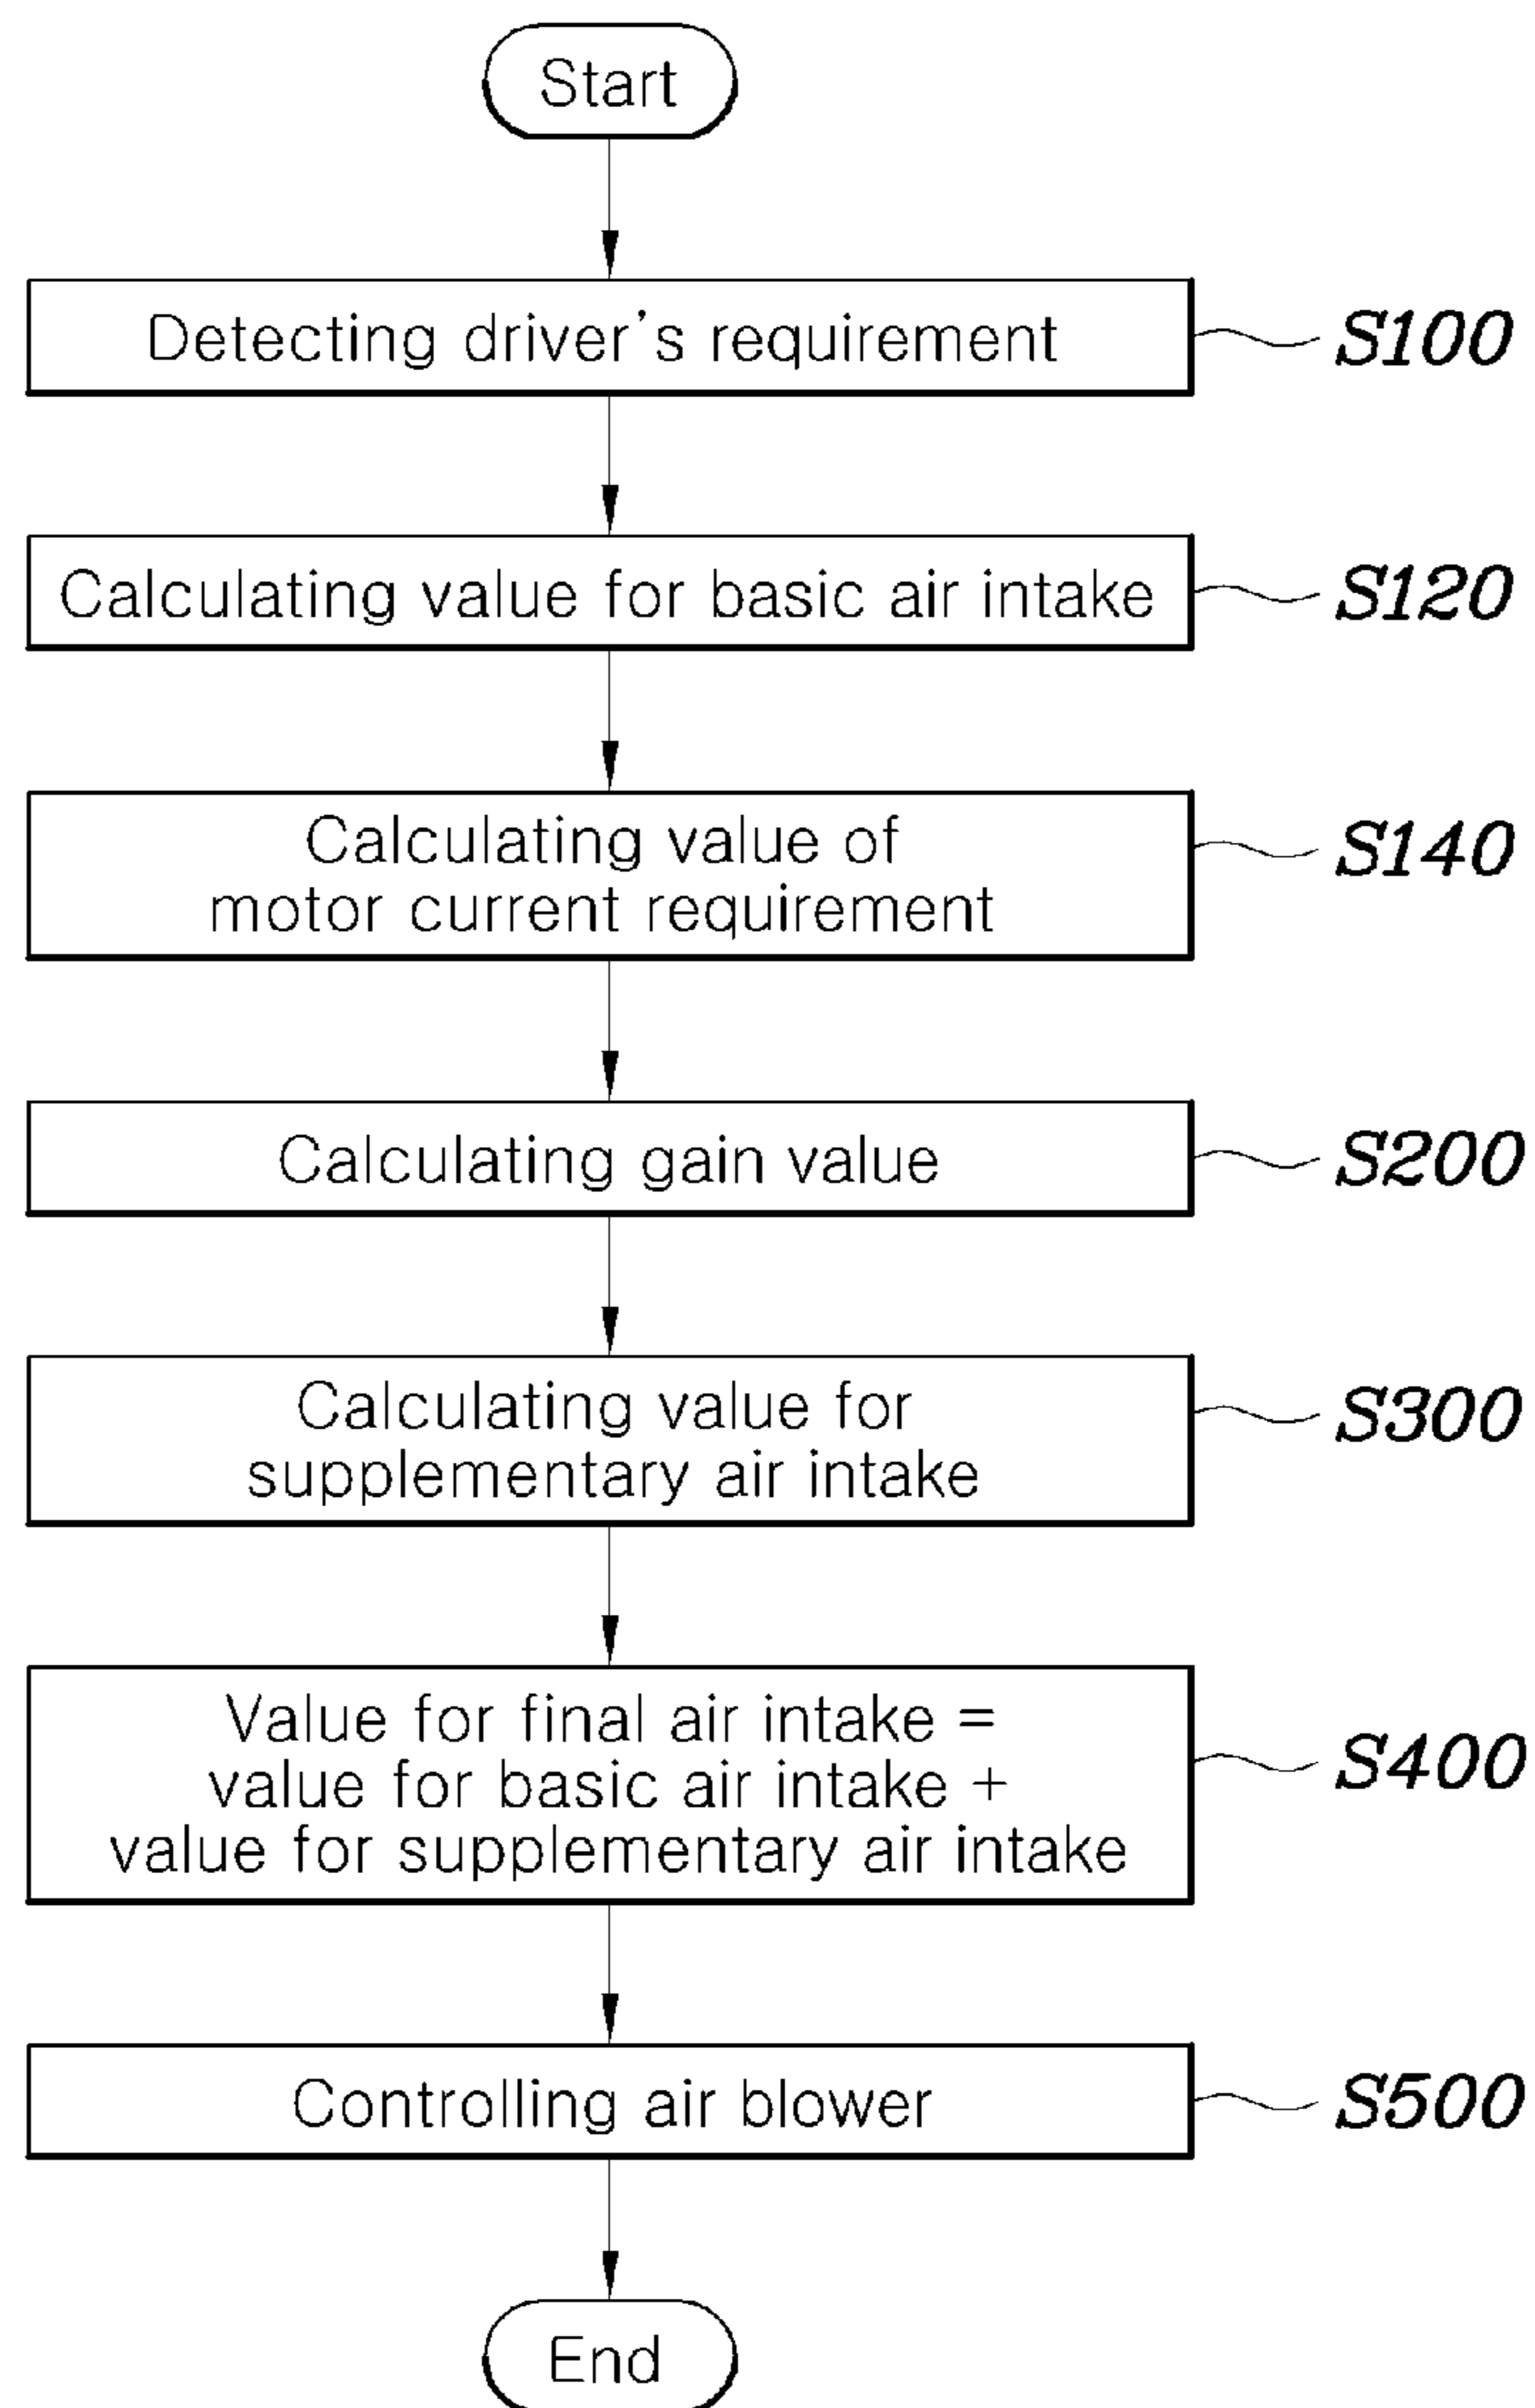 Start
Detecting driver's requirement
S100
Calculating value for basic air intake
S120
Calculating value of
motor current requirement
S140
Calculating gain value
S200
Calculating value for
supplementary air intake
S300
Value for final air intake =
value for basic air intake +
value for supplementary air intake
S400
Controlling air blower
S500
End